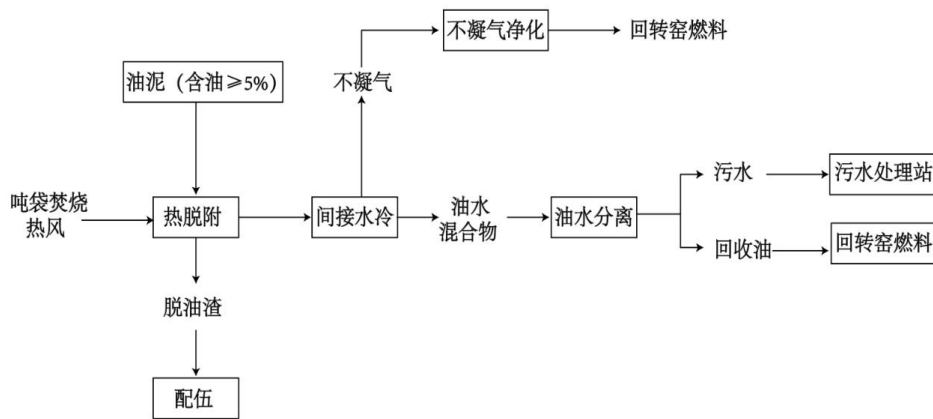 不凝气净化
回转窑燃料
油泥（含油≥5%）
不凝气
吨袋焚烧
热风
热脱附
间接水冷
油水
混合物
油水分离
污水
污水处理站
回收油
回转窑燃料
脱油渣
配伍